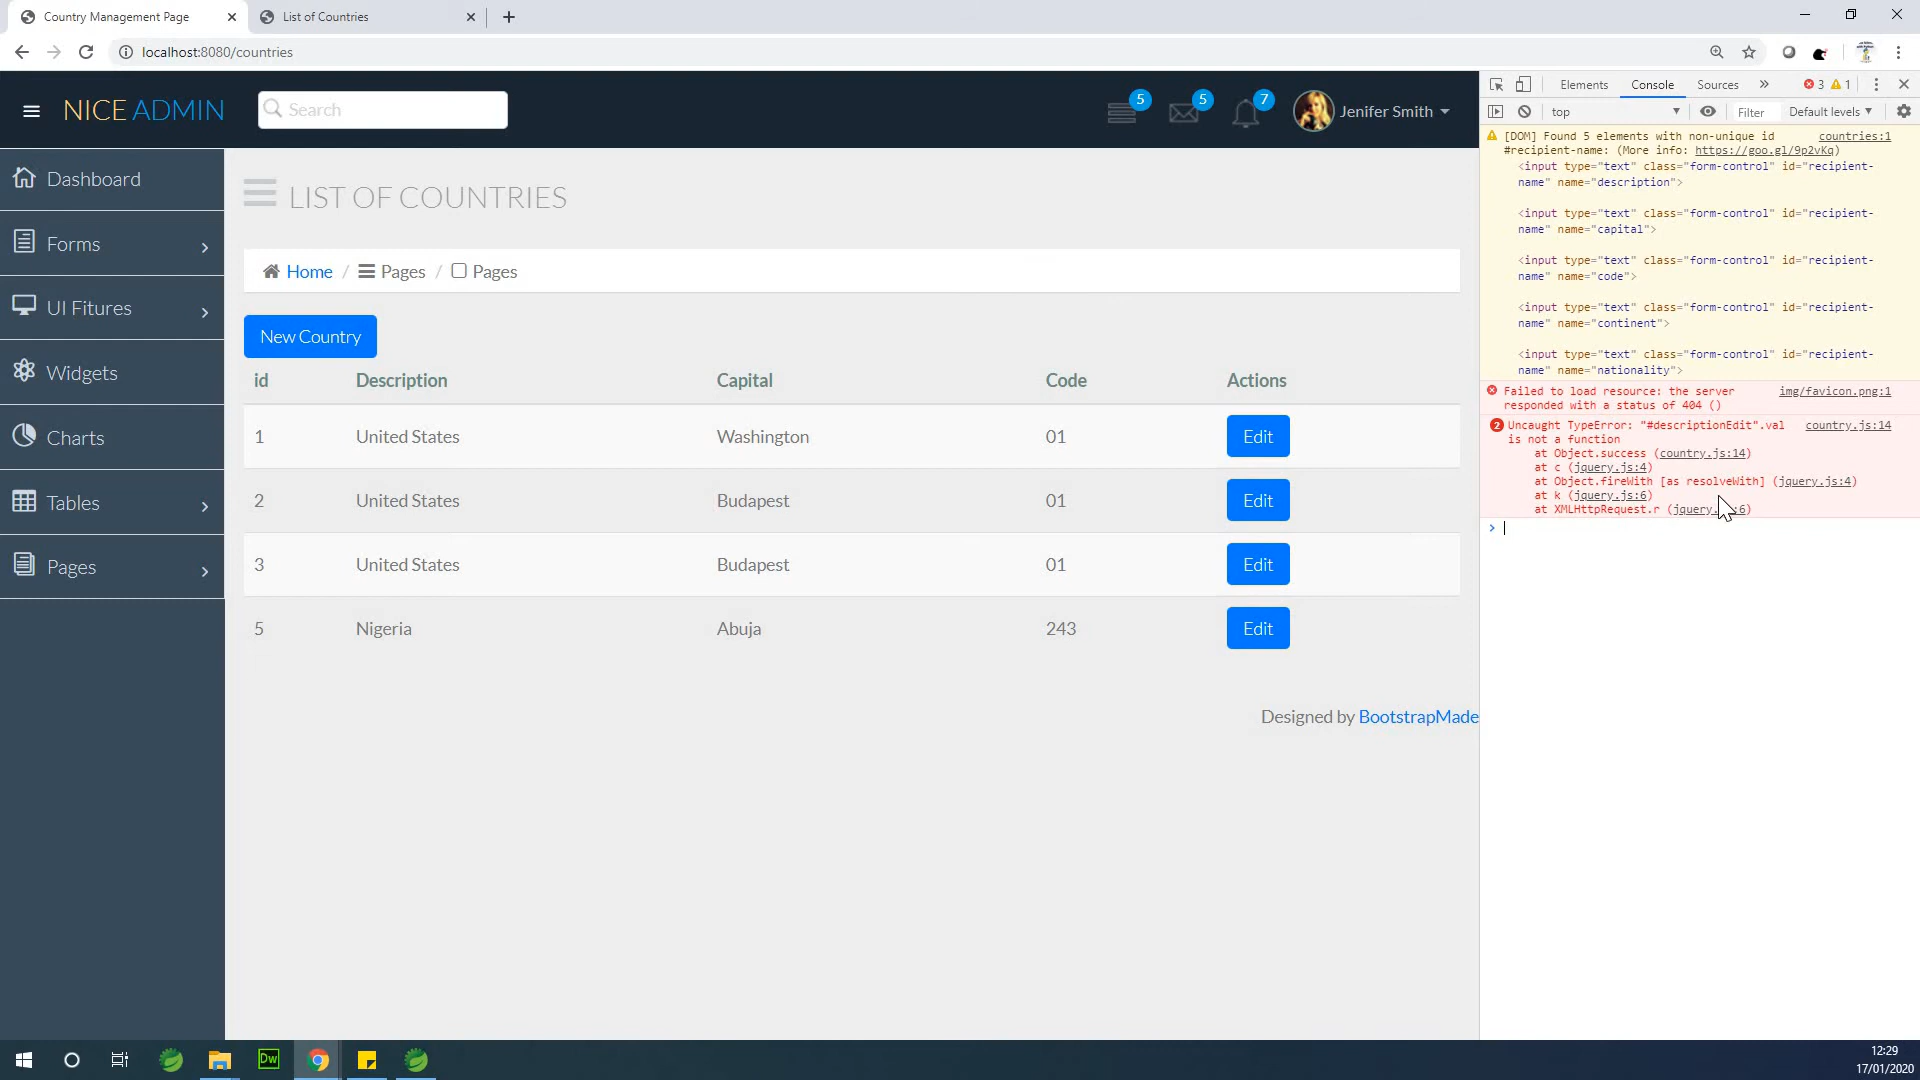 Country Management Page
List of Countries
localhost:8080/countries
NICE ADMIN
Search
5
5
7
Jenifer Smith
Dashboard
Forms
UI Fitures
Widgets
Charts
Tables
Pages
LIST OF COUNTRIES
Home / Pages / Pages
New Country
id Description Capital Code Actions
1 United States Washington 01 Edit
2 United States Budapest 01 Edit
3 United States Budapest 01 Edit
5 Nigeria Abuja 243 Edit
Designed by BootstrapMade
Elements Console Sources » 3 1
top Filter Default levels
[DOM] Found 5 elements with non-unique id countries:1
#recipient-name: (More info: https://goo.gl/9p2vKq)
<input type="text" class="form-control" id="recipient-
name" name="description">
<input type="text" class="form-control" id="recipient-
name" name="capital">
<input type="text" class="form-control" id="recipient-
name" name="code">
<input type="text" class="form-control" id="recipient-
name" name="continent">
<input type="text" class="form-control" id="recipient-
name" name="nationality">
Failed to load resource: the server img/favicon.png:1
responded with a status of 404 ()
2 Uncaught TypeError: "#descriptionEdit".val country.js:14
is not a function
at Object.success (country.js:14)
at c (jquery.js:4)
at Object.fireWith [as resolveWith] (jquery.js:4)
at k (jquery.js:6)
at XMLHttpRequest.r
Dw
12:29
17/01/2020